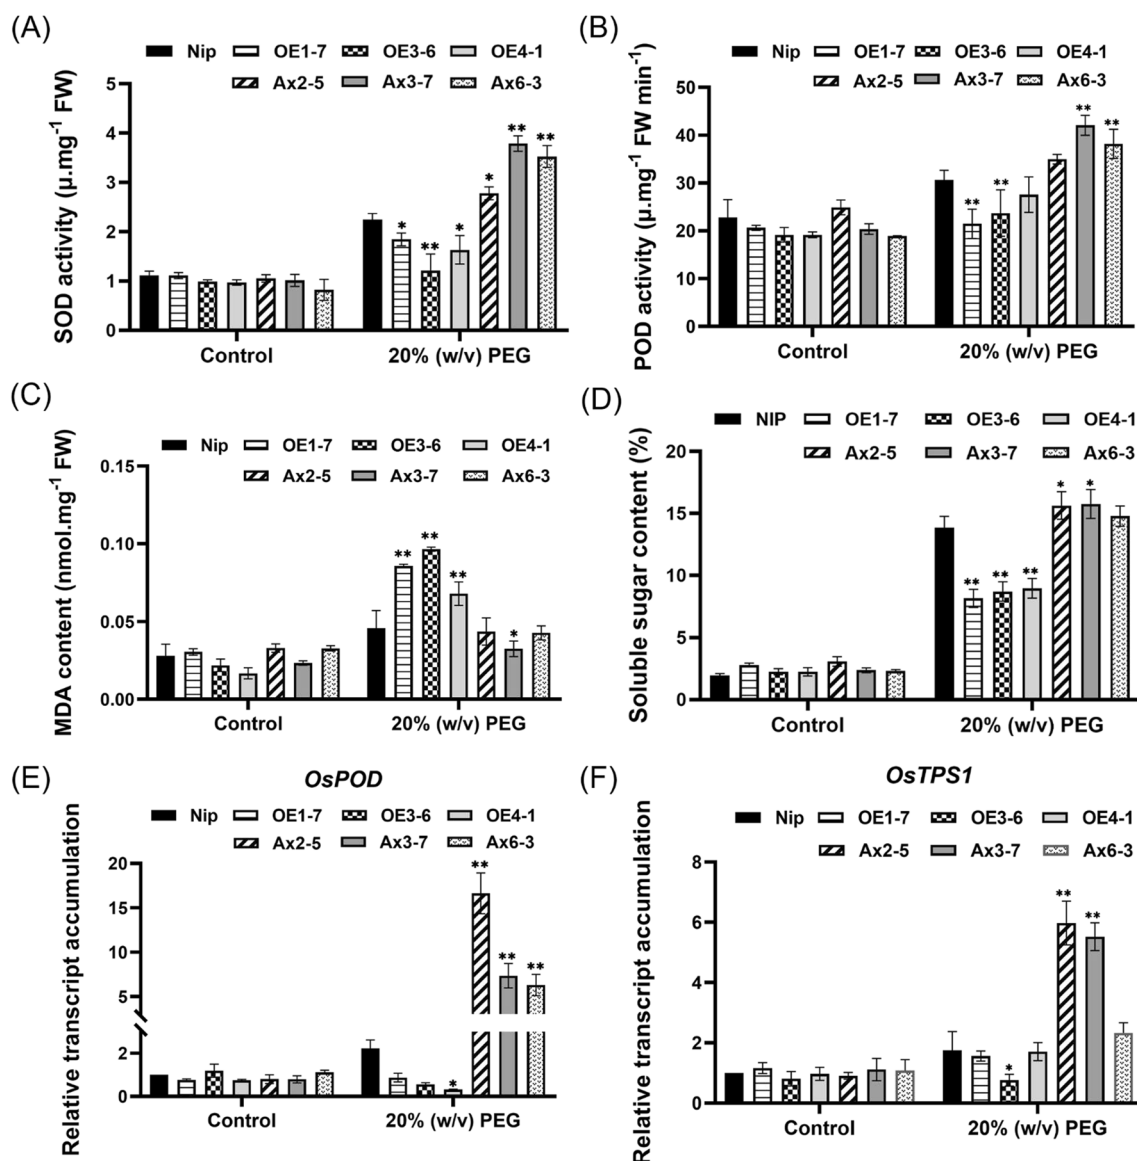 (A)
Nip OE1-7 OE3-6 OE4-1
Ax2-5 Ax3-7 Ax6-3
SOD activity (μ.mg⁻¹ FW)
5
4
3
2
1
0
* ** * * ** **
Control 20% (w/v) PEG
(B)
Nip OE1-7 OE3-6 OE4-1
Ax2-5 Ax3-7 Ax6-3
POD activity (μ.mg⁻¹ FW min⁻¹)
50
40
30
20
10
0
** ** ** **
Control 20% (w/v) PEG
(C)
Nip OE1-7 OE3-6 OE4-1
Ax2-5 Ax3-7 Ax6-3
MDA content (nmol.mg⁻¹ FW)
0.15
0.10
0.05
0.00
** ** ** *
Control 20% (w/v) PEG
(D)
NIP OE1-7 OE3-6 OE4-1
Ax2-5 Ax3-7 Ax6-3
Soluble sugar content (%)
20
15
10
5
0
** ** ** * *
Control 20% (w/v) PEG
(E)
OsPOD
Nip OE1-7 OE3-6 OE4-1
Ax2-5 Ax3-7 Ax6-3
Relative transcript accumulation
20
15
10
5
2
0
* ** ** **
Control 20% (w/v) PEG
(F)
OsTPS1
Nip OE1-7 OE3-6 OE4-1
Ax2-5 Ax3-7 Ax6-3
Relative transcript accumulation
8
6
4
2
0
* ** **
Control 20% (w/v) PEG